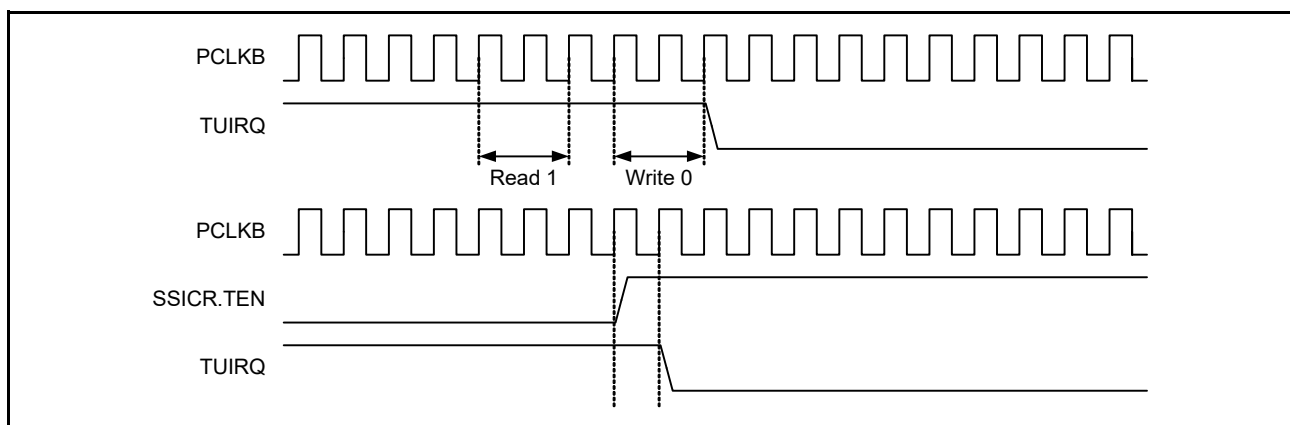 PCLKB
TUIRQ
Read 1 Write 0
PCLKB
SSICR.TEN
TUIRQ